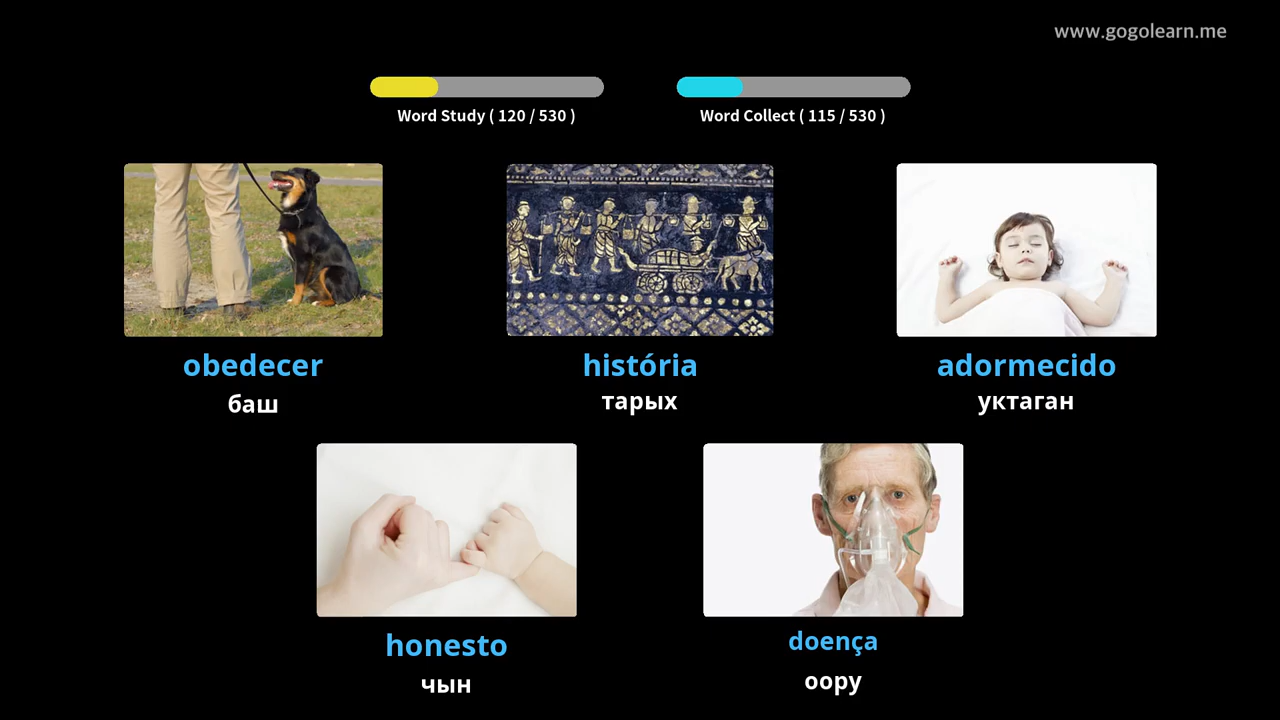 www.gogolearn.me
Word Study ( 120 / 530 )
Word Collect ( 115 / 530 )
obedecer
баш
história
тарых
adormecido
уктаган
honesto
чын
doença
оору